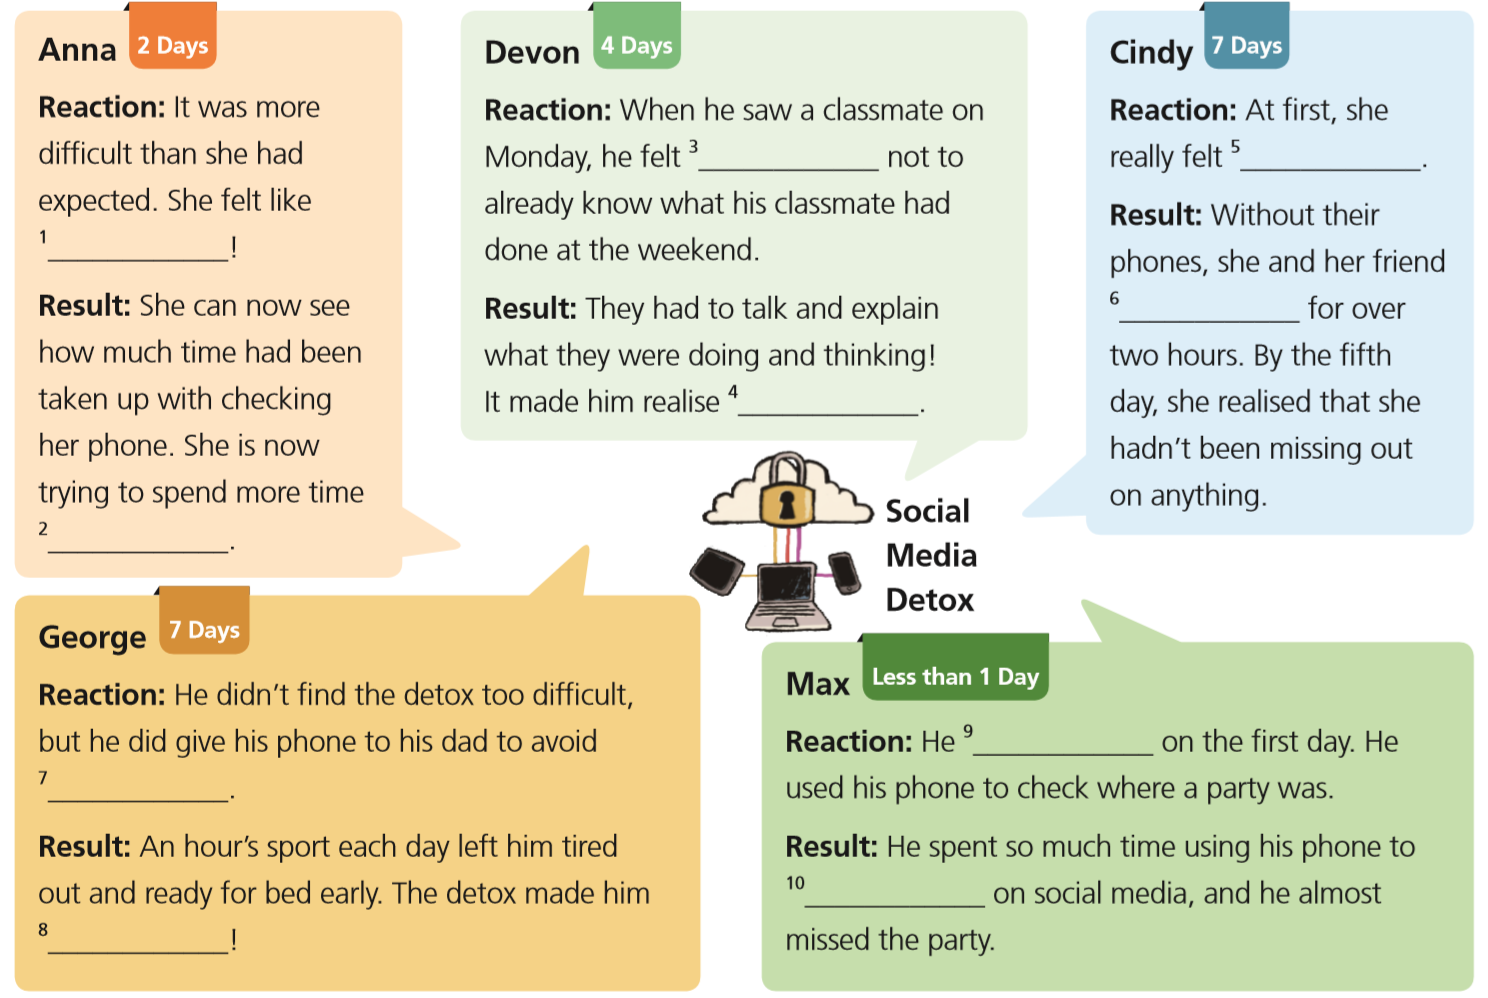 Anna
2 Days
Reaction: It was more
difficult than she had
expected. She felt like
1____________!
Result: She can now see
how much time had been
taken up with checking
her phone. She is now
trying to spend more time
2____________.
Devon
4 Days
Reaction: When he saw a classmate on
Monday, he felt 3____________ not to
already know what his classmate had
done at the weekend.
Result: They had to talk and explain
what they were doing and thinking!
It made him realise 4____________.
Cindy
7 Days
Reaction: At first, she
really felt 5____________.
Result: Without their
phones, she and her friend
6____________ for over
two hours. By the fifth
day, she realised that she
hadn't been missing out
on anything.
Social
Media
Detox
George
7 Days
Reaction: He didn't find the detox too difficult,
but he did give his phone to his dad to avoid
7____________.
Result: An hour's sport each day left him tired
out and ready for bed early. The detox made him
8____________!
Max
Less than 1 Day
Reaction: He 9____________ on the first day. He
used his phone to check where a party was.
Result: He spent so much time using his phone to
10____________ on social media, and he almost
missed the party.